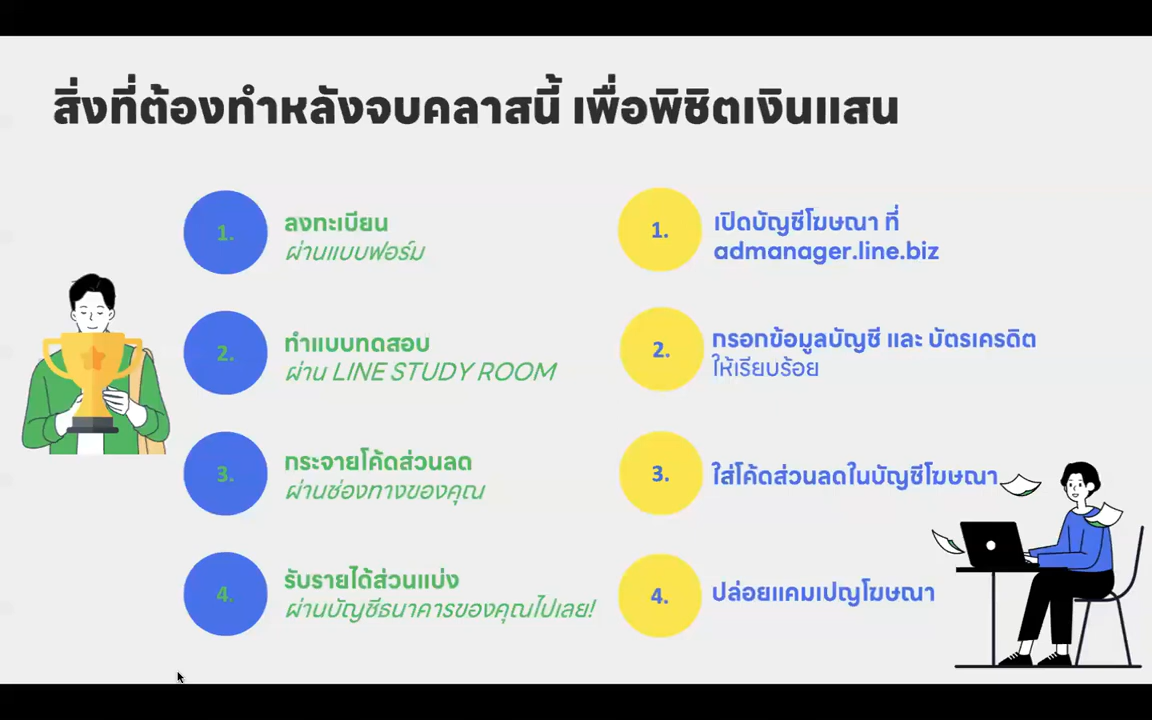 สิ่งที่ต้องทำหลังจบคลาสนี้ เพื่อพิชิตเงินแสน
1.
ลงทะเบียน
ผ่านแบบฟอร์ม
2.
ทำแบบทดสอบ
ผ่าน LINE STUDY ROOM
3.
กระจายโค้ดส่วนลด
ผ่านช่องทางของคุณ
4.
รับรายได้ส่วนแบ่ง
ผ่านบัญชีธนาคารของคุณไปเลย!
1.
เปิดบัญชีโฆษณา ที่
admanager.line.biz
2.
กรอกข้อมูลบัญชี และ บัตรเครดิต
ให้เรียบร้อย
3.
ใส่โค้ดส่วนลดในบัญชีโฆษณา
4.
ปล่อยแคมเปญโฆษณา